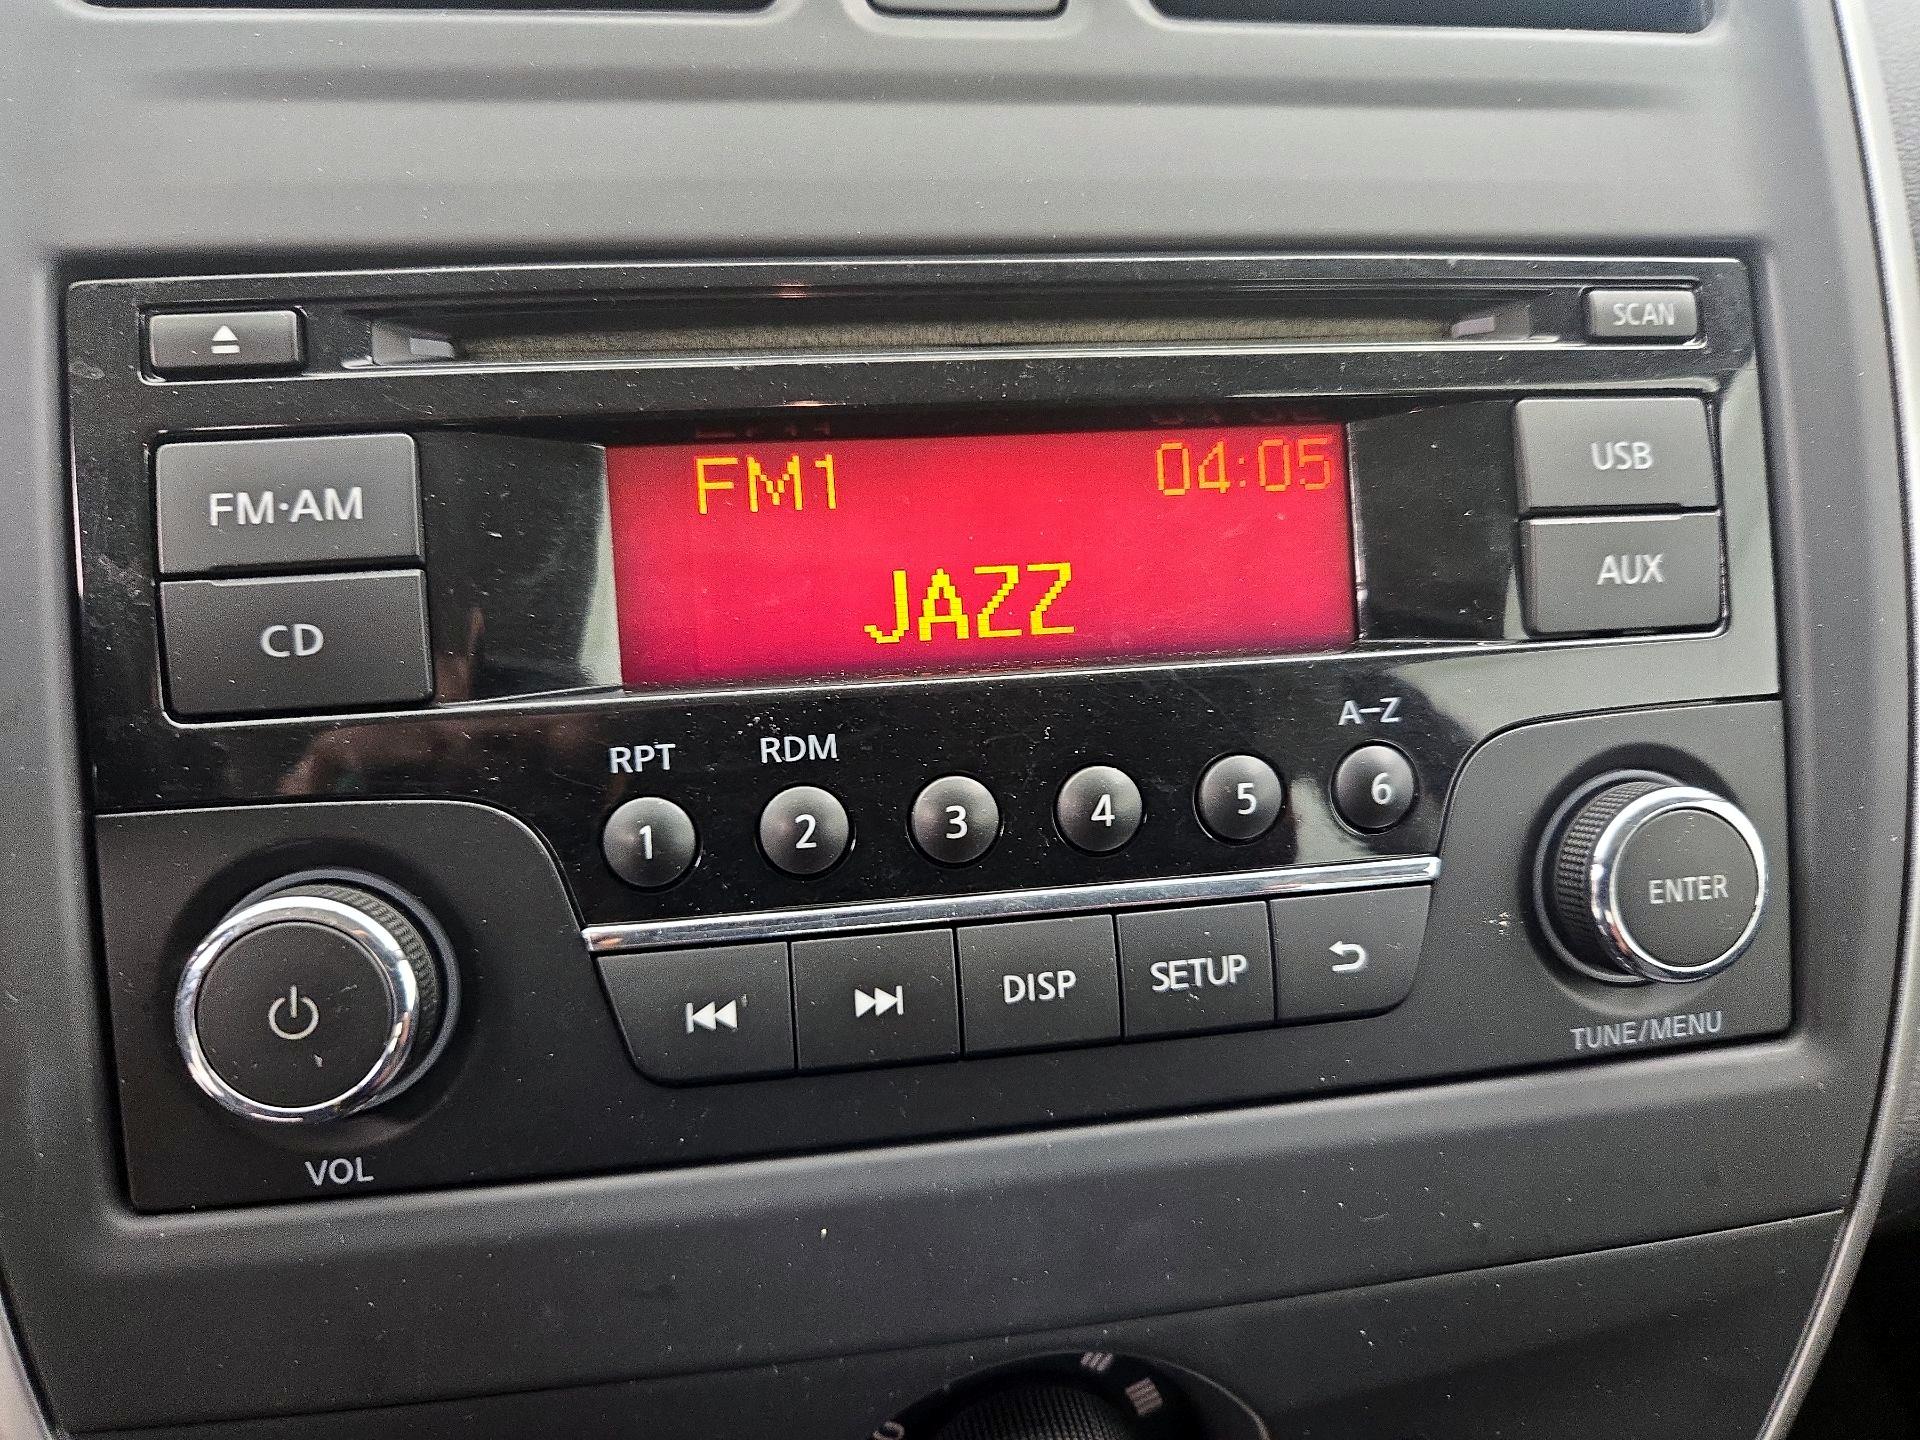 SCAN
FM1 04:05
JAZZ
FM·AM
CD
USB
AUX
RPT RDM A–Z
1 2 3 4 5 6
ENTER
DISP SETUP
TUNE/MENU
VOL